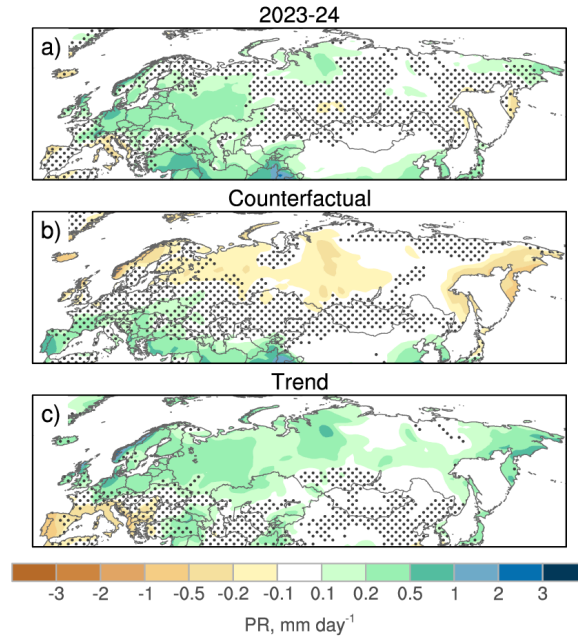 2023-24
a)
Counterfactual
b)
Trend
c)
-3 -2 -1 -0.5 -0.2 -0.1 0.1 0.2 0.5 1 2 3
PR, mm day⁻¹